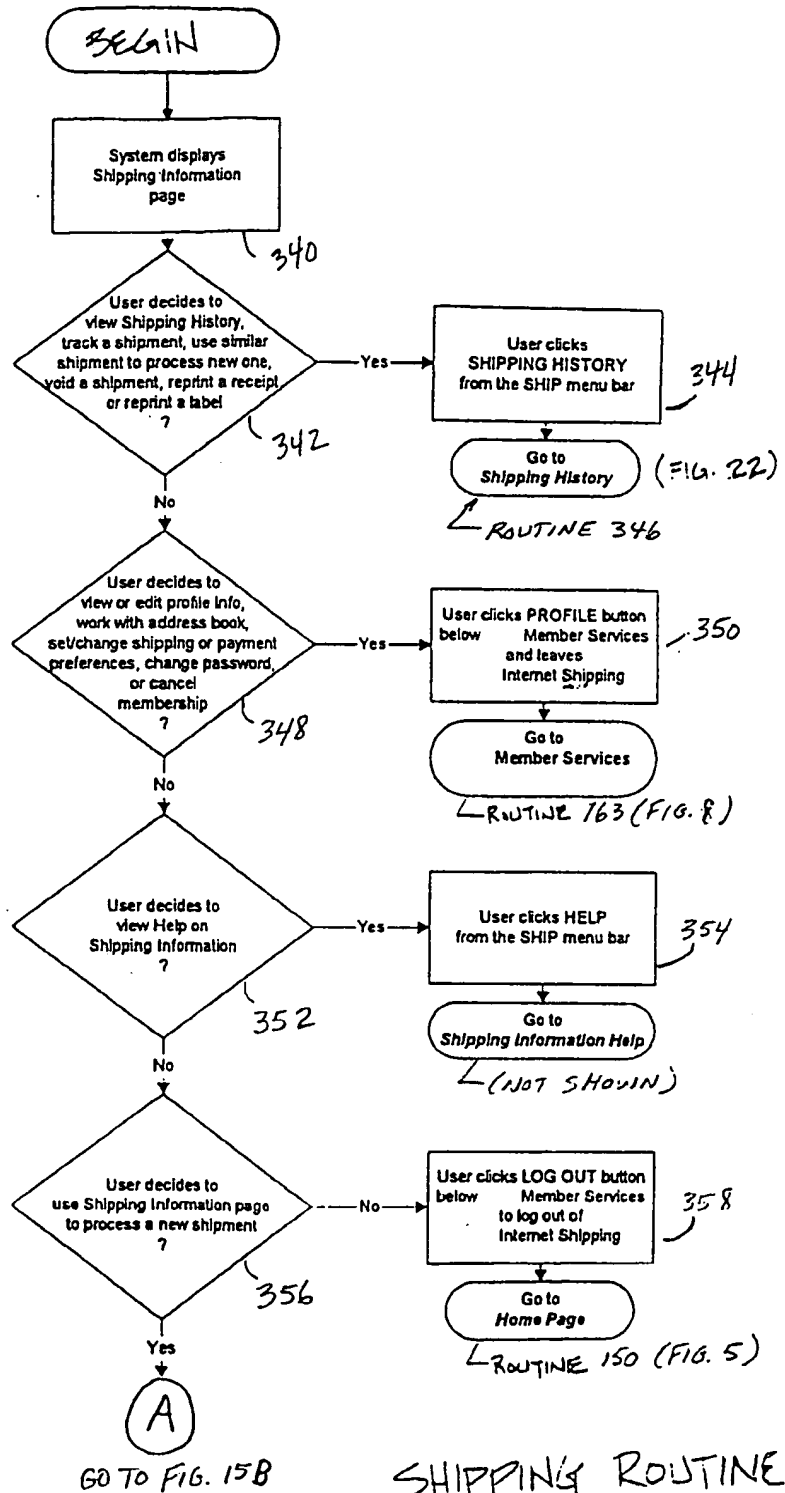 BEGIN
System displays
Shipping Information
page
340
User decides to
view Shipping History,
track a shipment, use similar
shipment to process new one,
void a shipment, reprint a receipt
or reprint a label
?
342
Yes
User clicks
SHIPPING HISTORY
from the SHIP menu bar
344
Go to
Shipping History
(FIG. 22)
ROUTINE 346
No
User decides to
view or edit profile info,
work with address book,
set/change shipping or payment
preferences, change password,
or cancel
membership
?
348
Yes
User clicks PROFILE button
below Member Services
and leaves
Internet Shipping
350
Go to
Member Services
ROUTINE 163 (FIG. 8)
No
User decides to
view Help on
Shipping Information
?
352
Yes
User clicks HELP
from the SHIP menu bar
354
Go to
Shipping Information Help
(NOT SHOWN)
No
User decides to
use Shipping Information page
to process a new shipment
?
356
No
User clicks LOG OUT button
below Member Services
to log out of
Internet Shipping
358
Go to
Home Page
ROUTINE 150 (FIG. 5)
Yes
A
GO TO FIG. 15B
SHIPPING ROUTINE